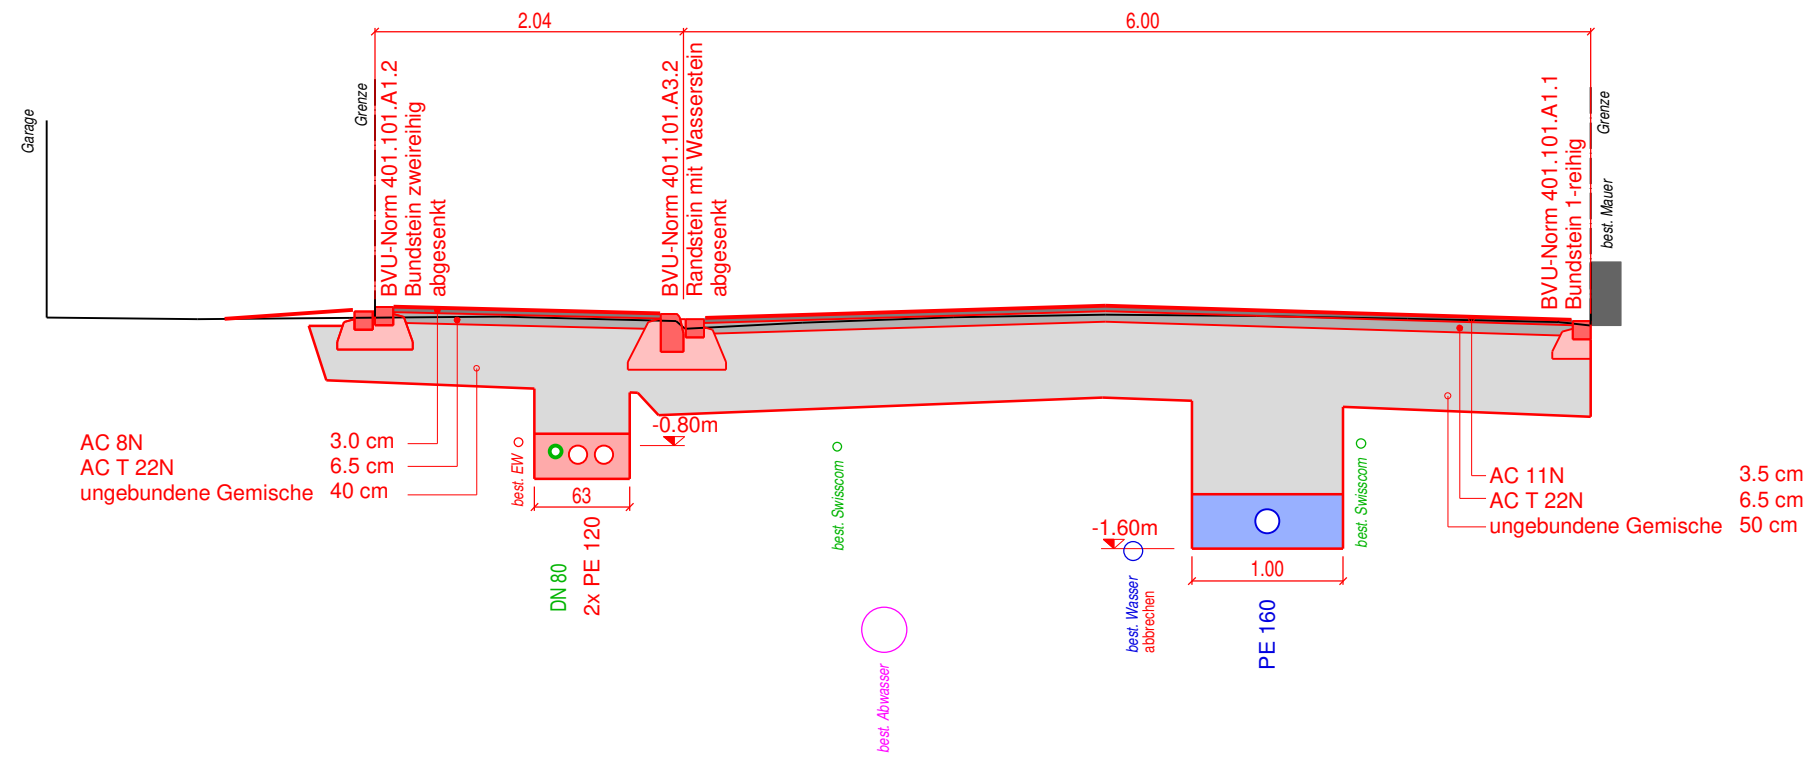 2.04
6.00
Garage
Grenze
BVU-Norm 401.101.A1.2
Bundstein zweireihig
abgesenkt
BVU-Norm 401.101.A3.2
Randstein mit Wasserstein
abgesenkt
BVU-Norm 401.101.A1.1
Bundstein 1-reihig
Grenze
best. Mauer
AC 8N 3.0 cm
AC T 22N 6.5 cm
ungebundene Gemische 40 cm
best. EW
-0.80m
63
DN 80
2x PE 120
best. Swisscom
best. Abwasser
-1.60m
best. Wasser
abbrechen
1.00
PE 160
best. Swisscom
AC 11N 3.5 cm
AC T 22N 6.5 cm
ungebundene Gemische 50 cm